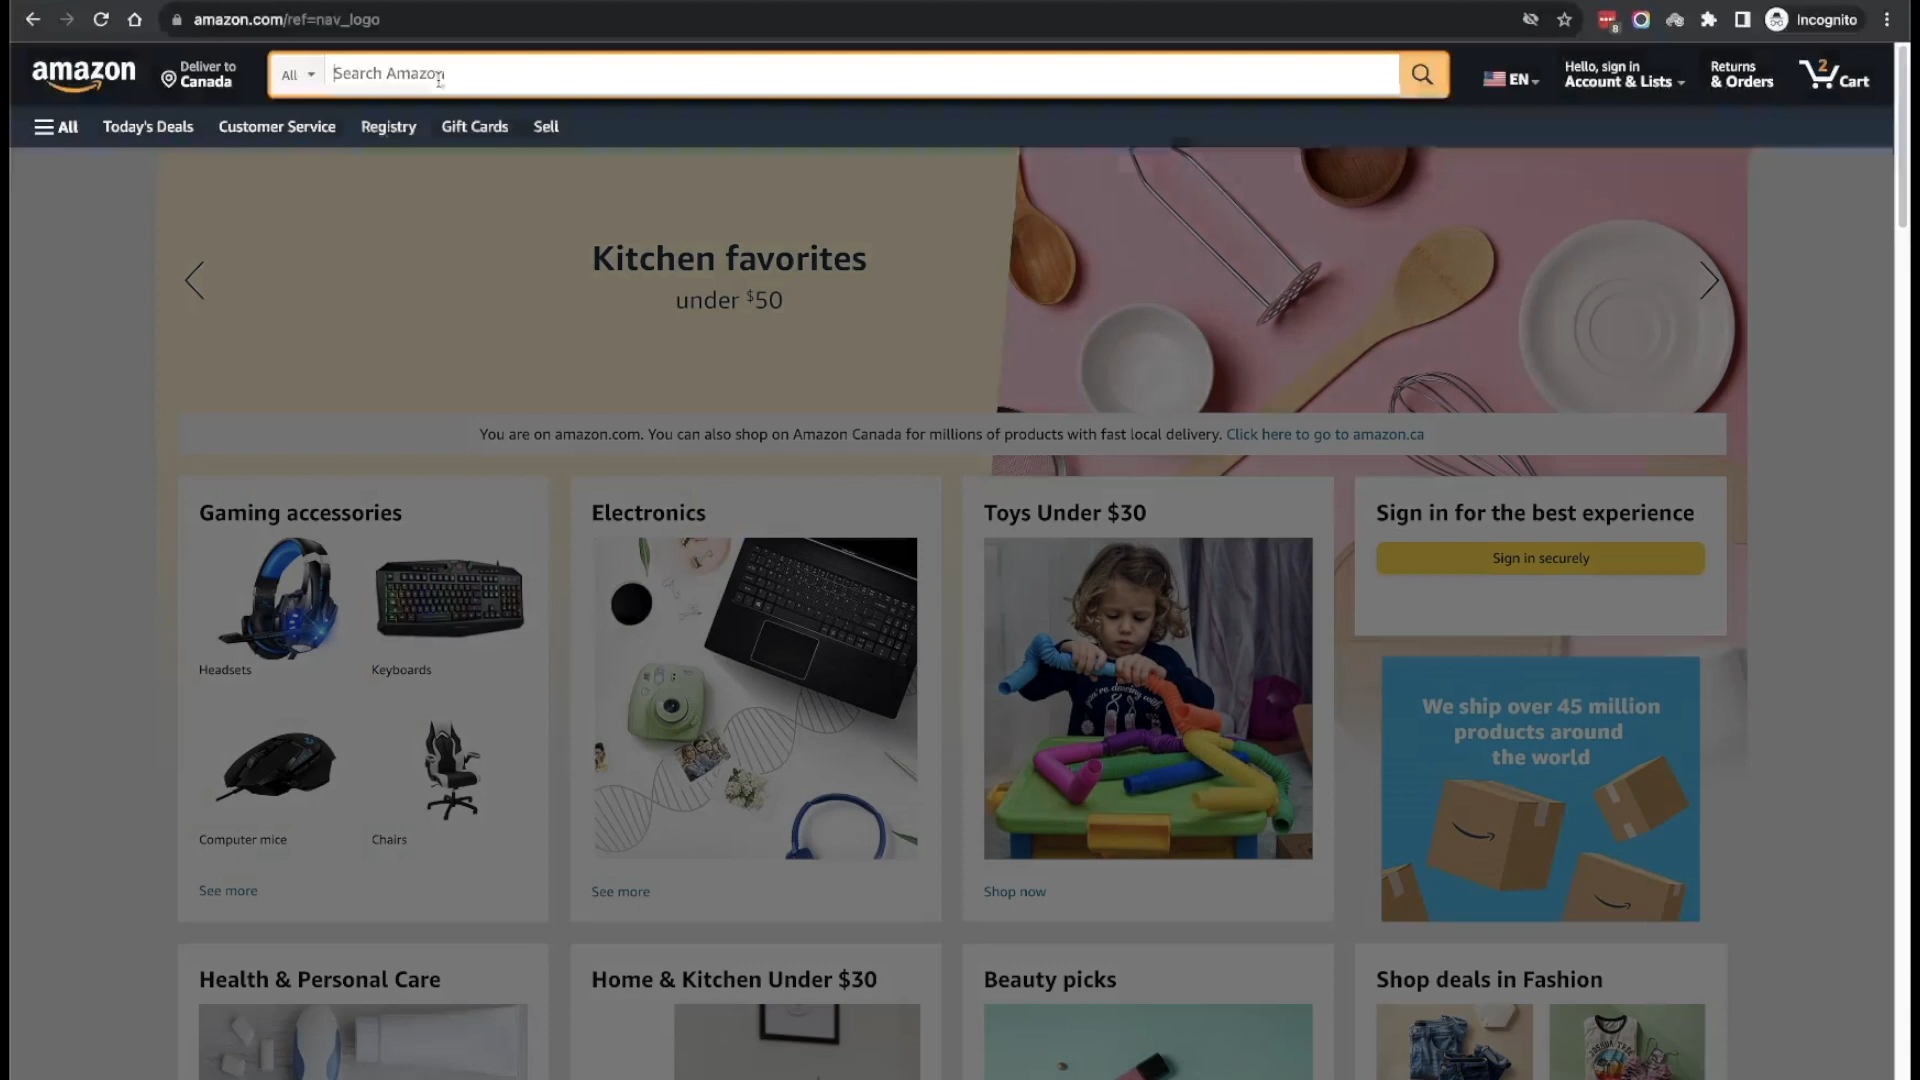 amazon.com/ref=nav_logo
8
Incognito
amazon
Deliver to
Canada
All
Search Amazon
EN
Hello, sign in
Account & Lists
Returns
& Orders
2
Cart
All
Today's Deals
Customer Service
Registry
Gift Cards
Sell
Kitchen favorites
under $50
You are on amazon.com. You can also shop on Amazon Canada for millions of products with fast local delivery. Click here to go to amazon.ca
Gaming accessories
Headsets
Keyboards
Computer mice
Chairs
See more
Electronics
See more
Toys Under $30
Shop now
Sign in for the best experience
Sign in securely
We ship over 45 million
products around
the world
Health & Personal Care
Home & Kitchen Under $30
Beauty picks
Shop deals in Fashion